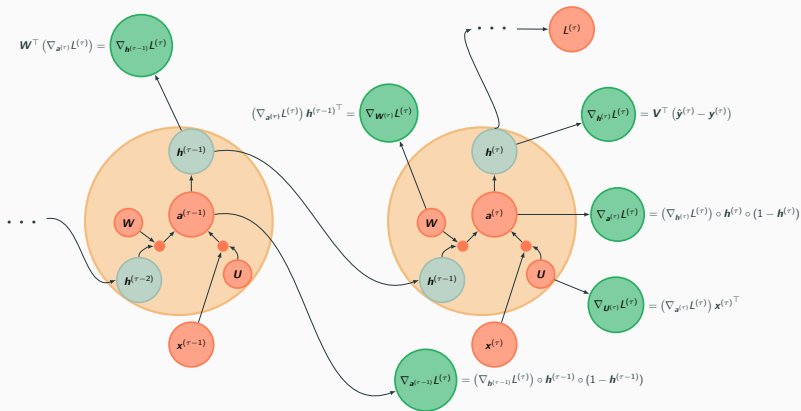 · · · L⁽ᵗ⁾
W⊤ (∇ₐ₍τ₎L(τ)) = ∇h(τ−1)L(τ)
(∇a(τ)L(τ)) h(τ−1)⊤ = ∇W(τ)L(τ)
∇h(τ)L(τ) = V⊤ (ŷ(τ) − y(τ))
h(τ−1)
h(τ)
W a(τ−1)
W a(τ)
∇a(τ)L(τ) = (∇h(τ)L(τ)) ∘ h(τ) ∘ (1 − h(τ))
· · ·
h(τ−2) U
h(τ−1) U
∇U(τ)L(τ) = (∇a(τ)L(τ)) x(τ)⊤
x(τ−1)
x(τ)
∇a(τ−1)L(τ) = (∇h(τ−1)L(τ)) ∘ h(τ−1) ∘ (1 − h(τ−1))